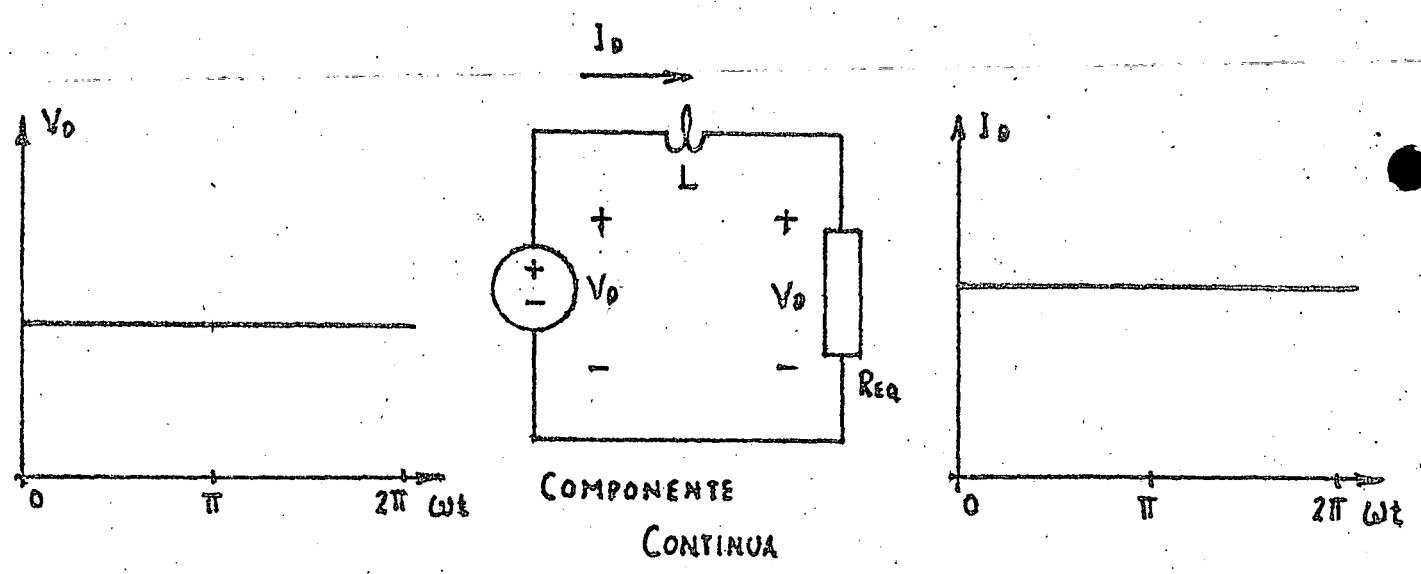 I_D
V_D
I_D
L
+ +
+
- V_D V_D
- -
R_EQ
0 π 2π ωt
0 π 2π ωt
COMPONENTE
CONTINUA